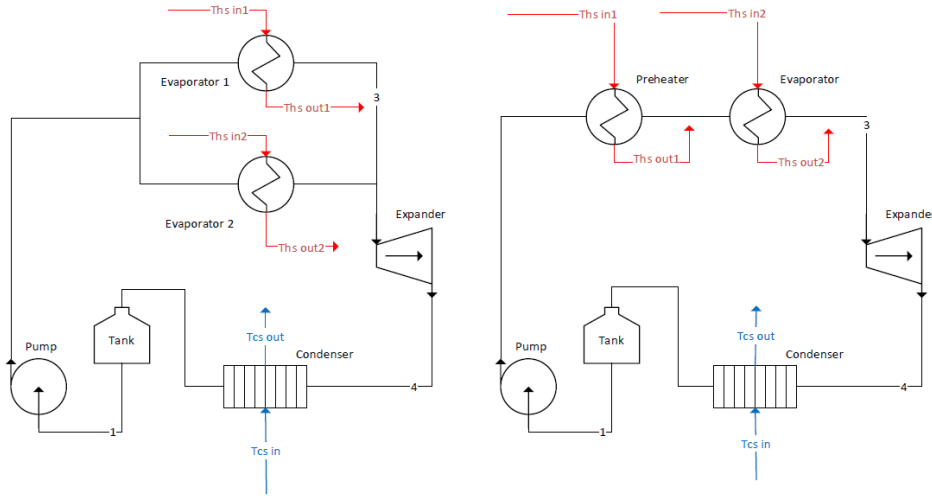 Ths in1
Evaporator 1
Ths out1
3
Ths in2
Evaporator 2
Ths out2
Expander
Tank
Tcs out
Pump
Condenser
4
1
Tcs in
Ths in1
Ths in2
Preheater
Evaporator
3
Ths out1
Ths out2
Expander
Tank
Tcs out
Pump
Condenser
4
1
Tcs in